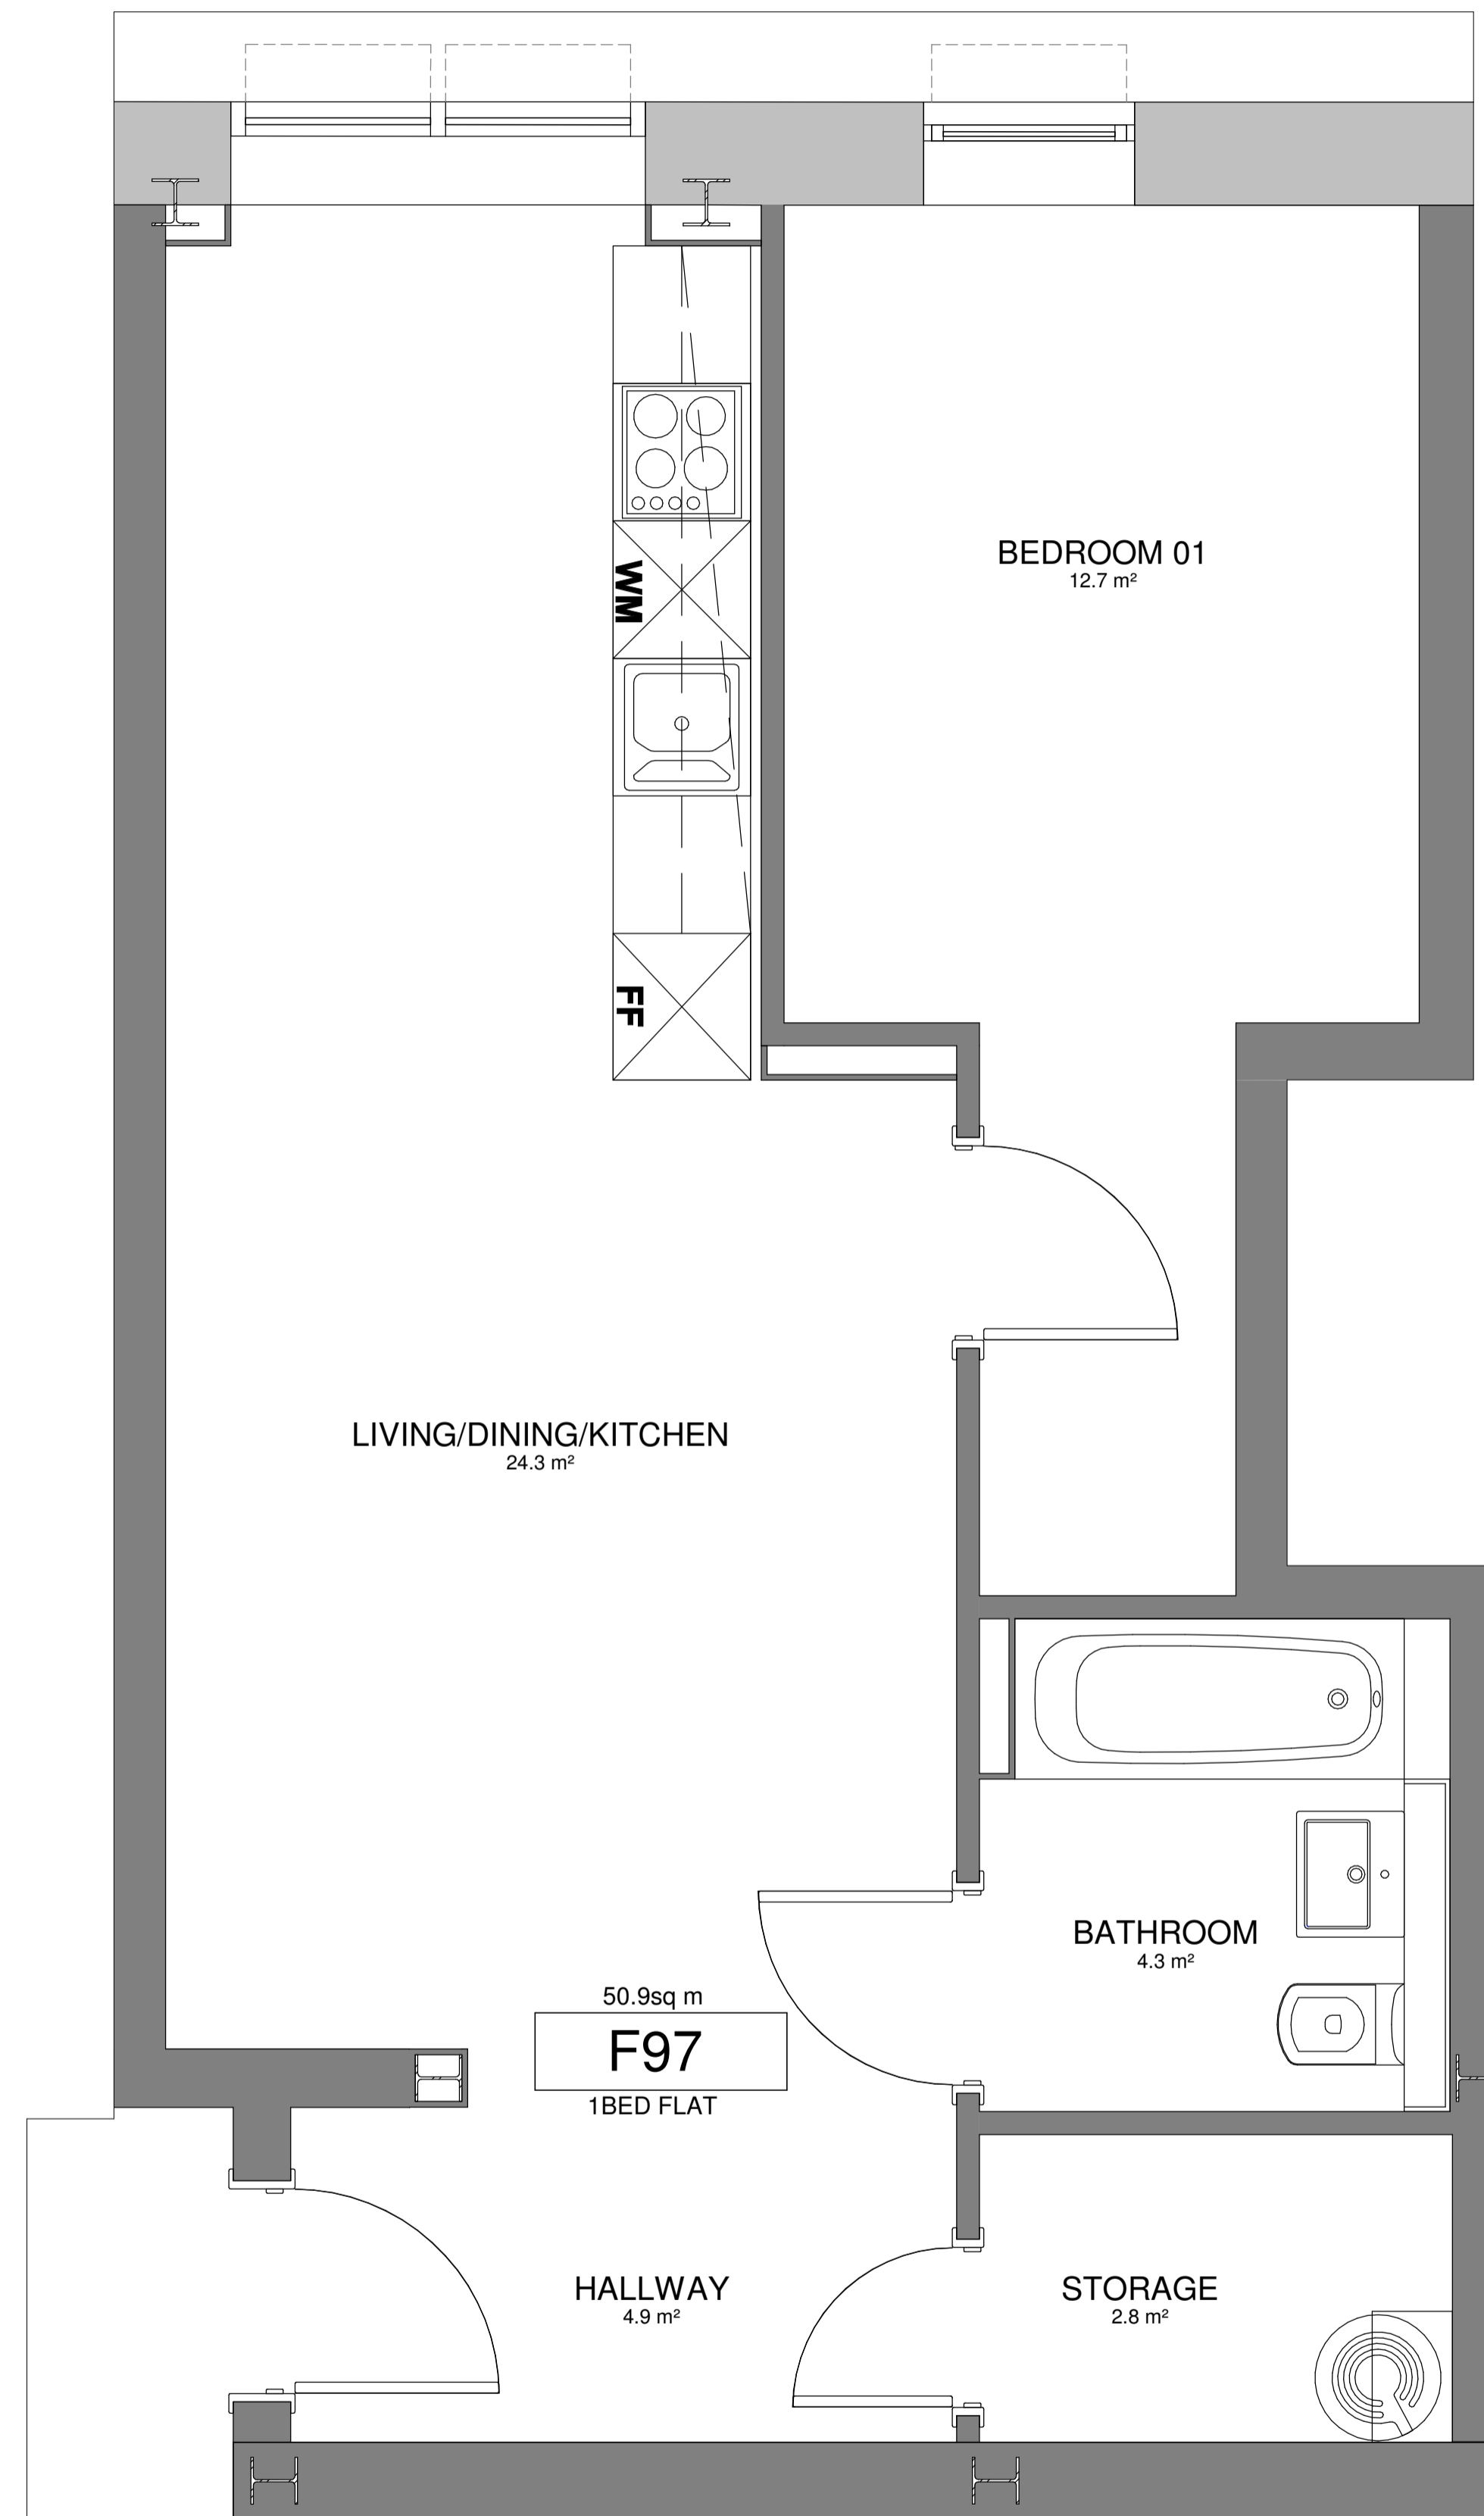 WM
BEDROOM 01
12.7 m²
FF
LIVING/DINING/KITCHEN
24.3 m²
BATHROOM
4.3 m²
50.9sq m
F97
1BED FLAT
HALLWAY
4.9 m²
STORAGE
2.8 m²